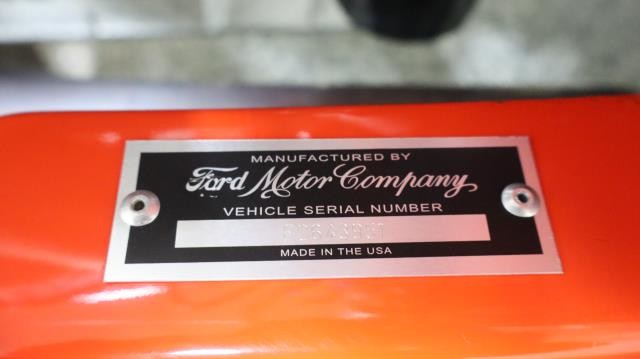 MANUFACTURED BY
Ford Motor Company
VEHICLE SERIAL NUMBER
MADE IN THE USA